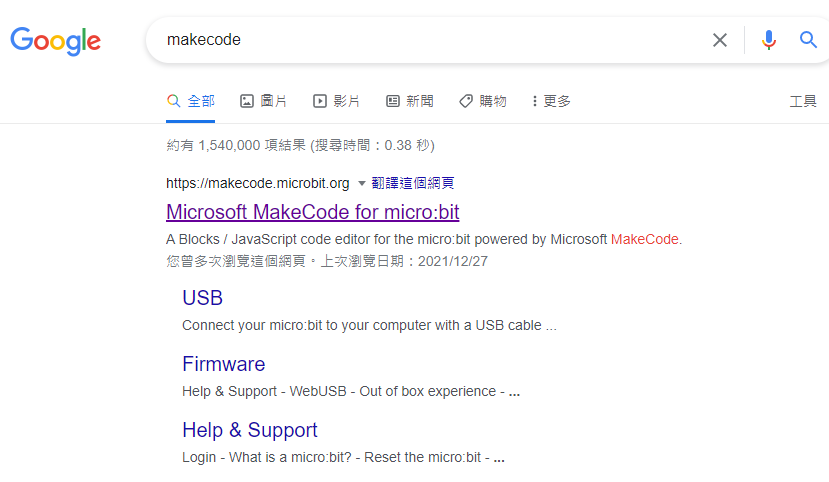 Google
makecode
全部 圖片 影片 新聞 購物 更多 工具
約有 1,540,000 項結果 (搜尋時間：0.38 秒)
https://makecode.microbit.org 翻譯這個網頁
Microsoft MakeCode for micro:bit
A Blocks / JavaScript code editor for the micro:bit powered by Microsoft MakeCode.
您曾多次瀏覽這個網頁。上次瀏覽日期：2021/12/27
USB
Connect your micro:bit to your computer with a USB cable ...
Firmware
Help & Support - WebUSB - Out of box experience - ...
Help & Support
Login - What is a micro:bit? - Reset the micro:bit - ...